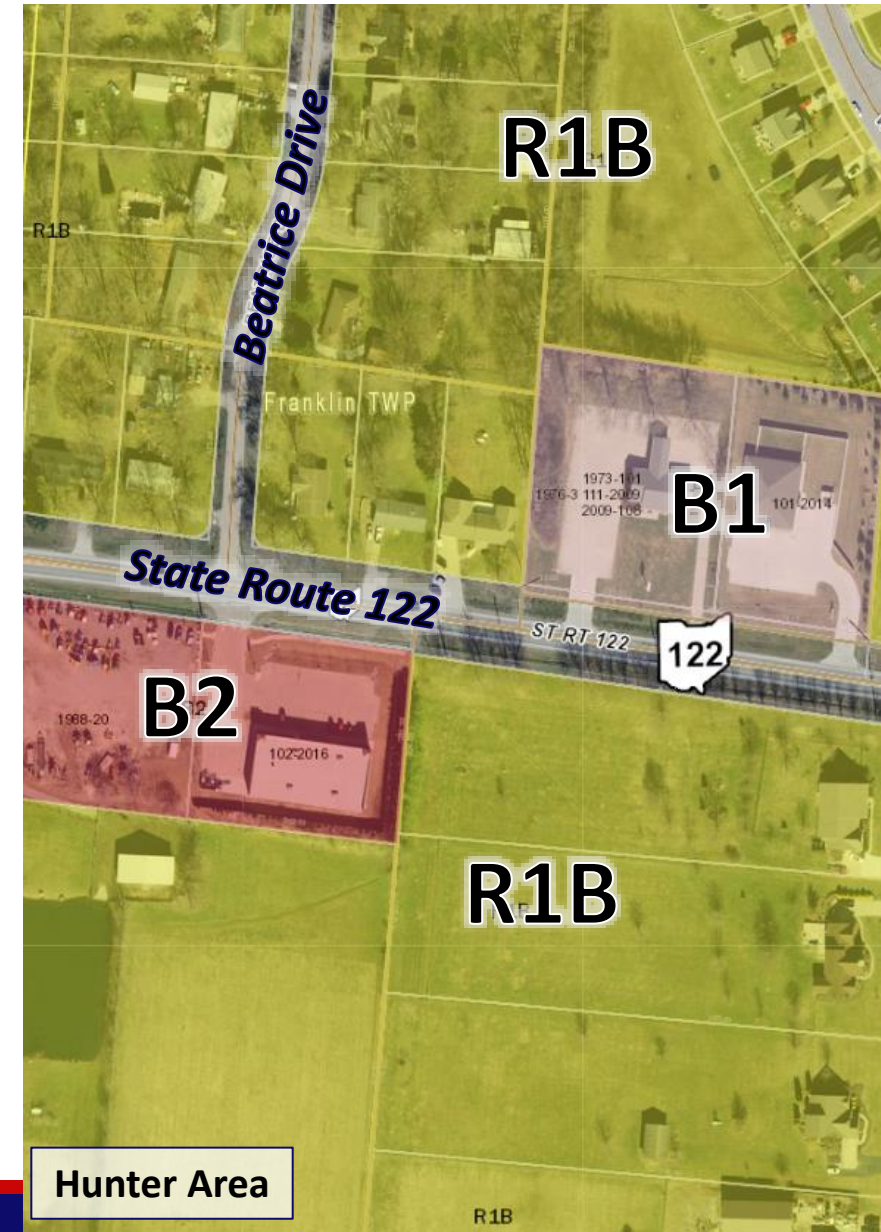 R1B
R1B
Beatrice Drive
Franklin TWP
1973-101
1976-3 111-2009
2009-106
B1
101-2014
State Route 122
ST RT 122
122
B2
1988-20
102-2016
R1B
Hunter Area
R1B